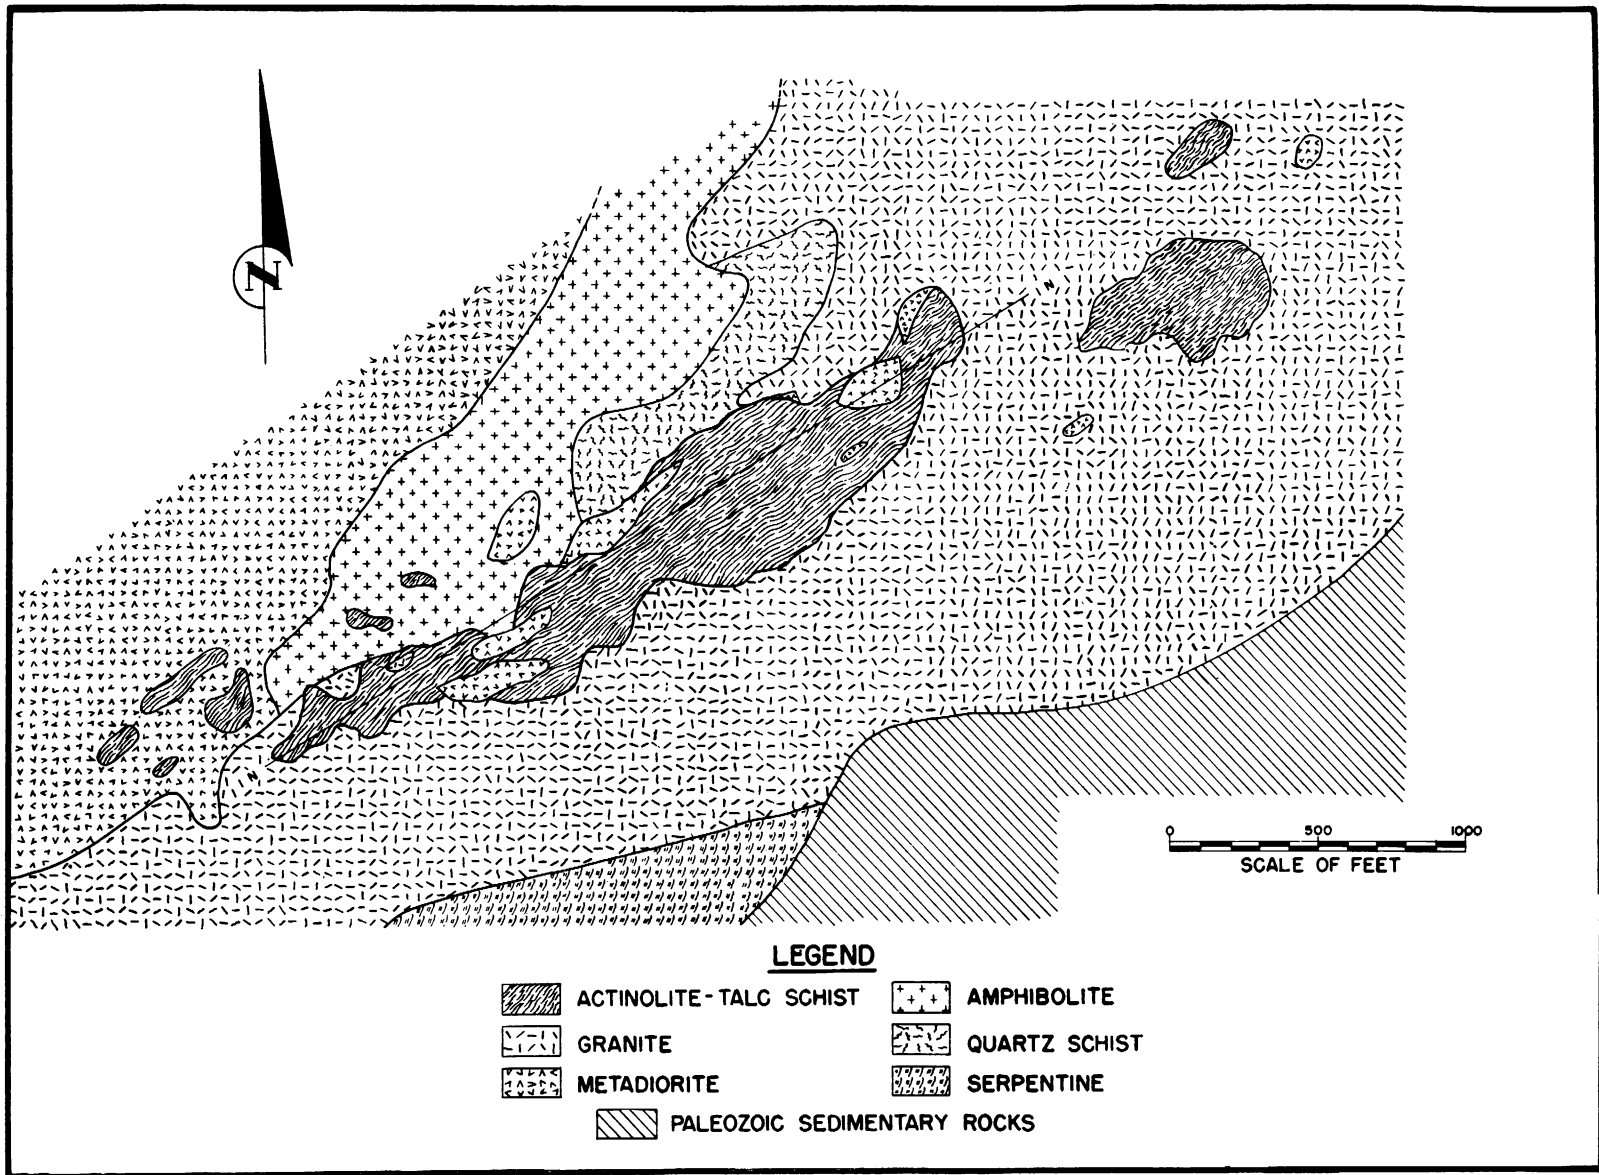 N
N
N
0 500 1000
SCALE OF FEET
LEGEND
ACTINOLITE-TALC SCHIST
AMPHIBOLITE
GRANITE
QUARTZ SCHIST
METADIORITE
SERPENTINE
PALEOZOIC SEDIMENTARY ROCKS